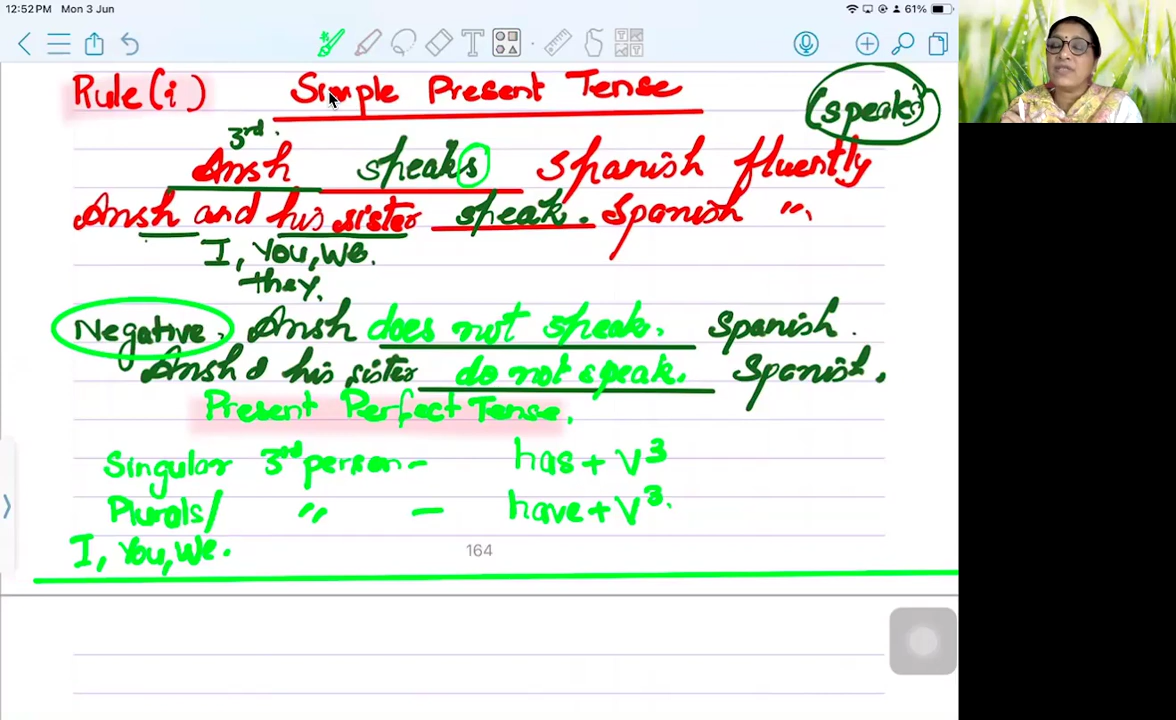 12:52 PM Mon 3 Jun 61%
Rule(i) Simple Present Tense (speak)
3rd.
Ansh speaks Spanish fluently
Ansh and his sister speak. Spanish "
I, You, We.
they.
Negative. Ansh does not speak. Spanish.
Ansh & his sister do not speak. Spanish.
Present Perfect Tense.
Singular 3rd person - has + V3
Plurals/ " - have + V3.
I, You, We.
164